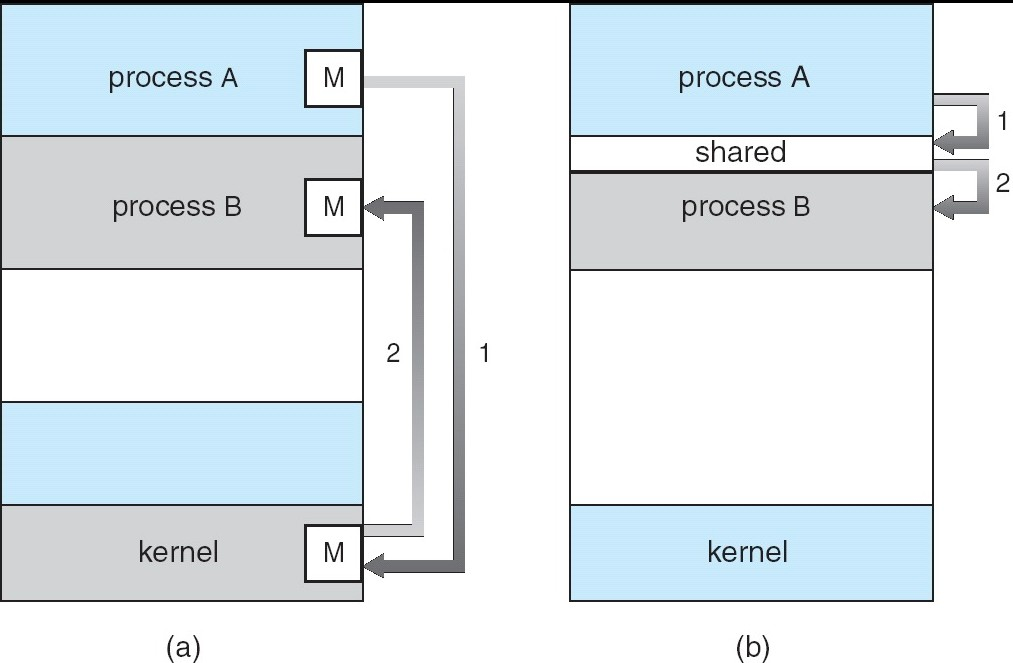 process A
M
process B
M
2
1
kernel
M
(a)
process A
1
shared
2
process B
kernel
(b)